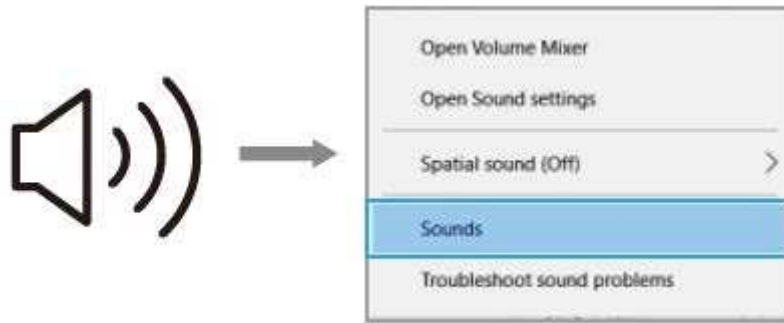 Open Volume Mixer
Open Sound settings
Spatial sound (Off)
Sounds
Troubleshoot sound problems